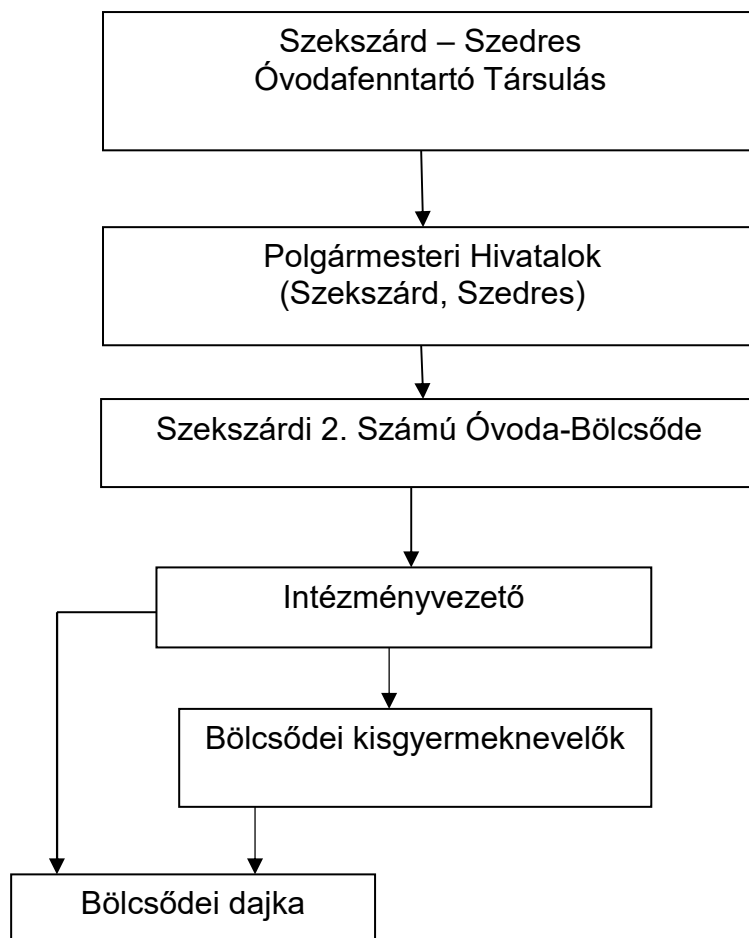 Szekszárd – Szedres
Óvodafenntartó Társulás
Polgármesteri Hivatalok
(Szekszárd, Szedres)
Szekszárdi 2. Számú Óvoda-Bölcsőde
Intézményvezető
Bölcsődei kisgyermeknevelők
Bölcsődei dajka